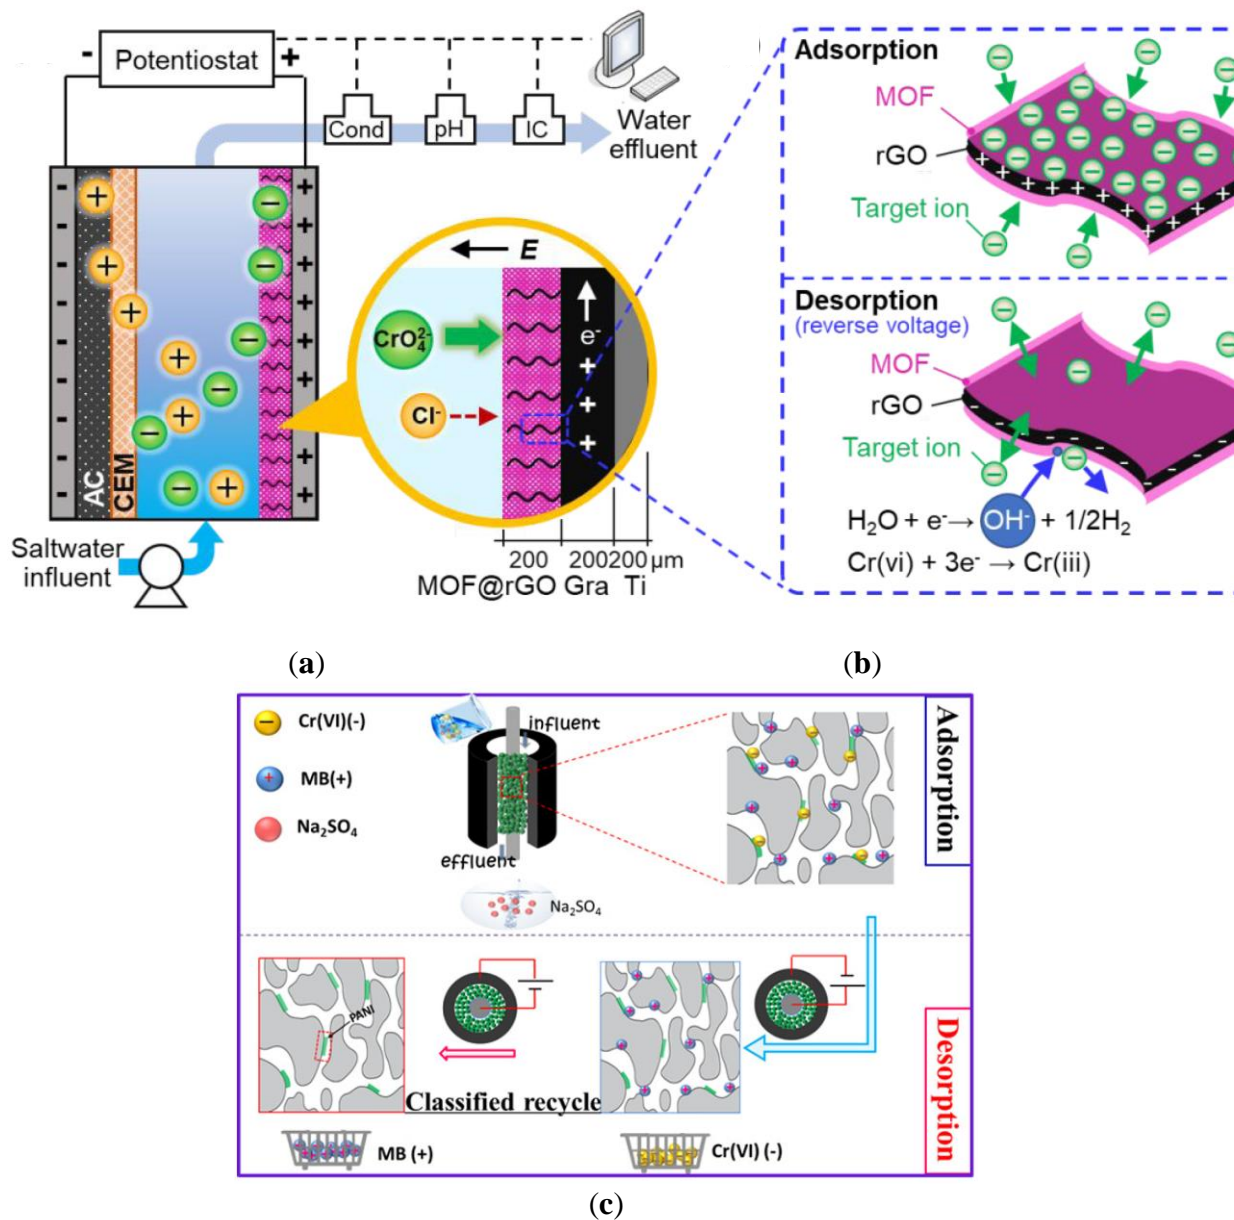 -
Potentiostat
+
Cond
pH
IC
Water
effluent
AC
CEM
Saltwater
influent
E
CrO₄²⁻
Cl⁻
e⁻
200
200
200 μm
MOF@rGO
Gra
Ti
Adsorption
MOF
rGO
Target ion
Desorption
(reverse voltage)
MOF
rGO
Target ion
H₂O + e⁻ → OH⁻ + 1/2H₂
Cr(vi) + 3e⁻ → Cr(iii)
(a)
(b)
Cr(VI)(-)
MB(+)
Na₂SO₄
influent
effluent
Na₂SO₄
Adsorption
PANI
Classified recycle
MB (+)
Cr(VI) (-)
Desorption
(c)